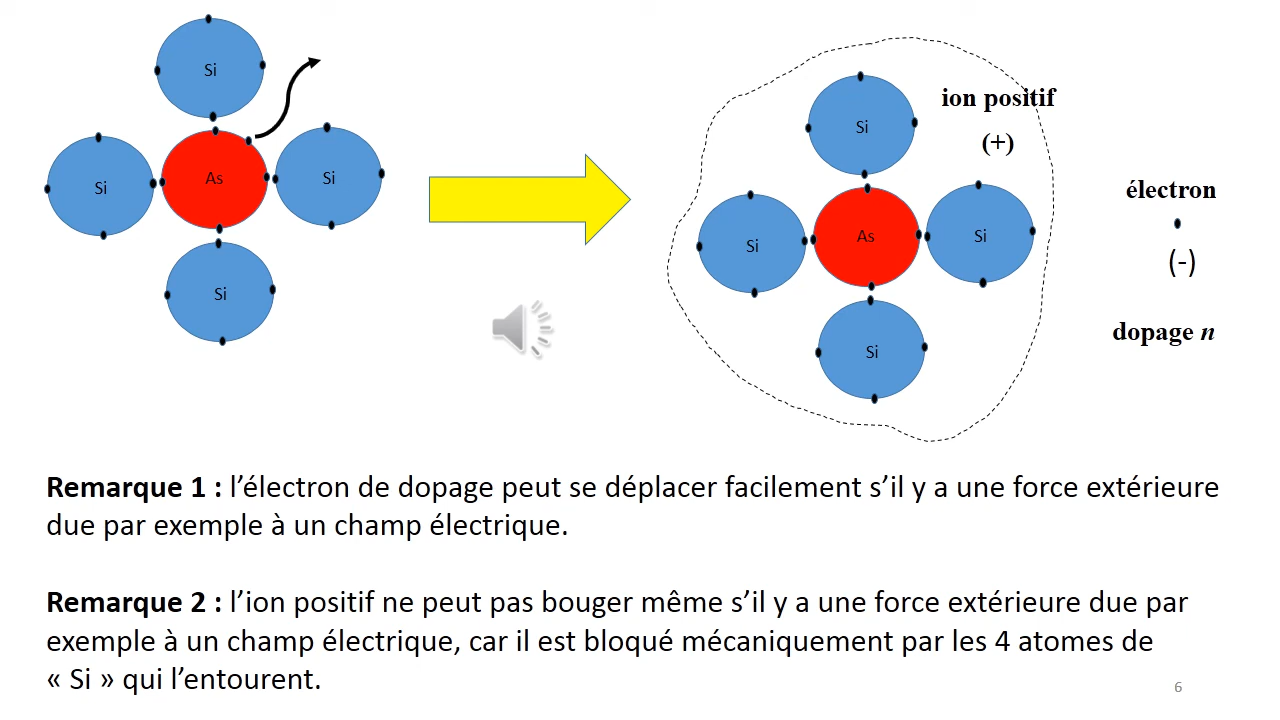 Si
Si
As
Si
Si
ion positif
(+)
Si
Si
As
Si
Si
électron
(-)
dopage n
Remarque 1 : l’électron de dopage peut se déplacer facilement s’il y a une force extérieure
due par exemple à un champ électrique.
Remarque 2 : l’ion positif ne peut pas bouger même s’il y a une force extérieure due par
exemple à un champ électrique, car il est bloqué mécaniquement par les 4 atomes de
« Si » qui l’entourent.
6